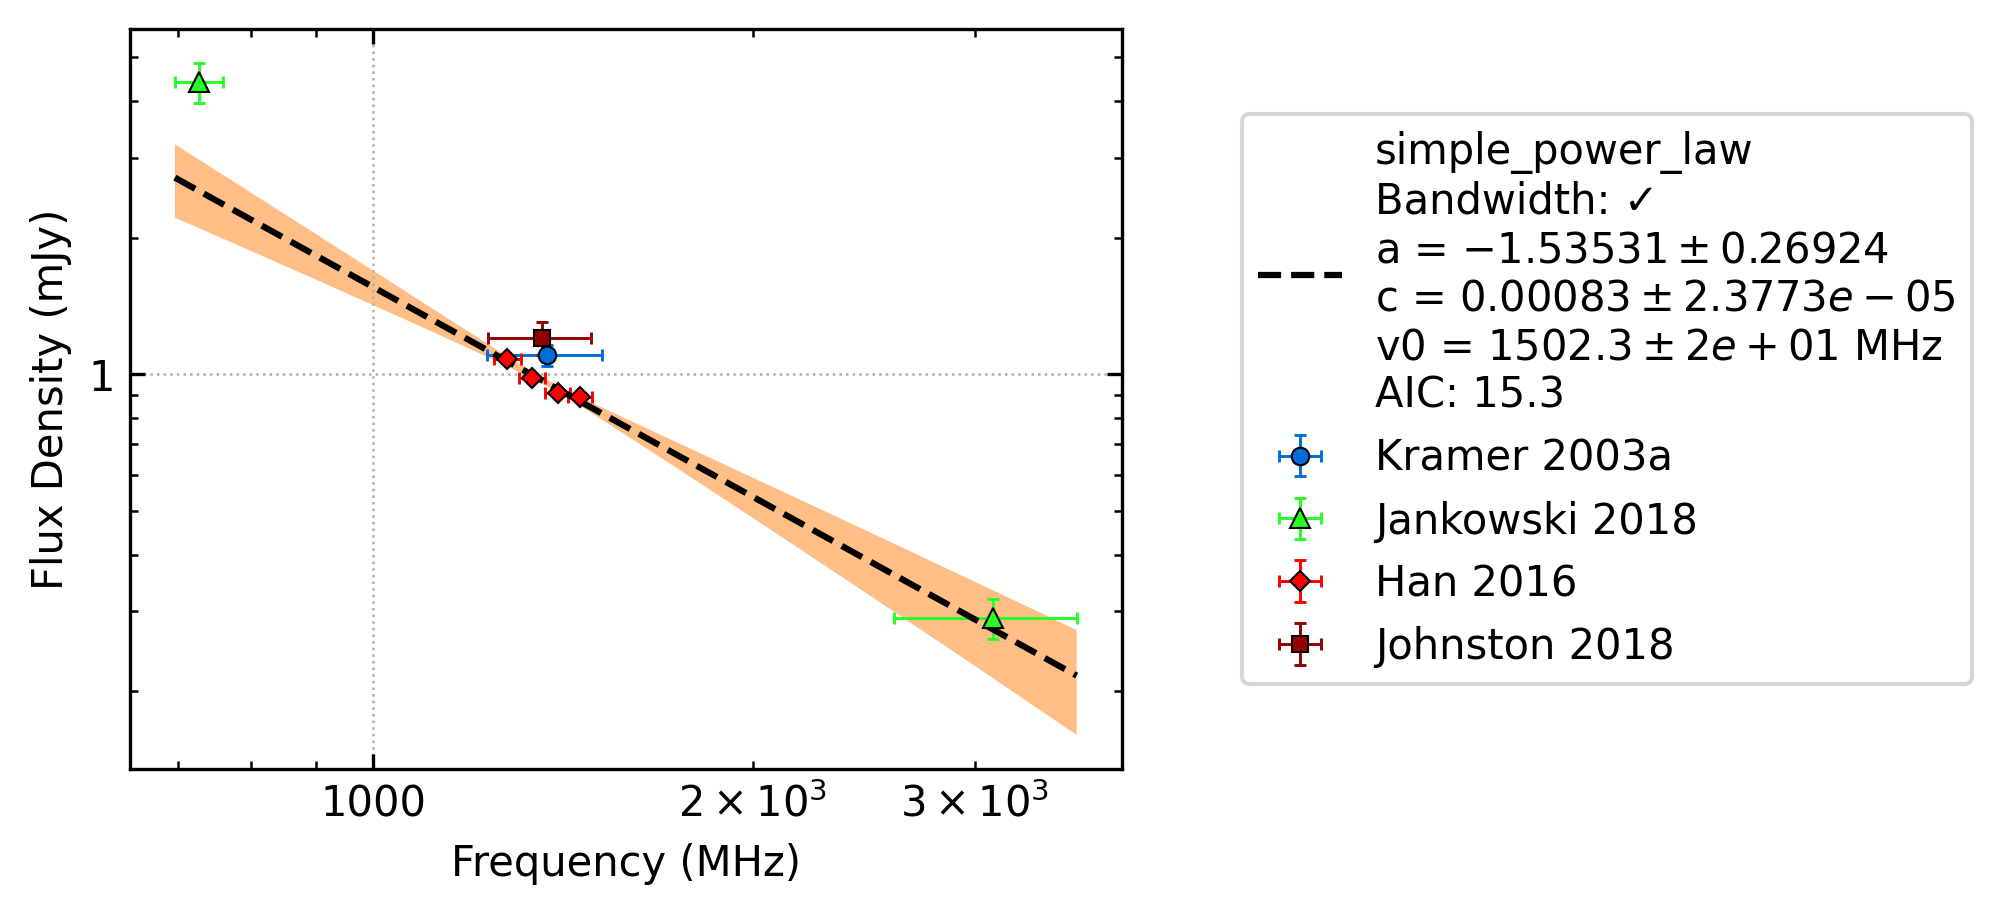 Flux Density (mJy)
1
1000
2 × 10³
3 × 10³
Frequency (MHz)
simple_power_law
Bandwidth: ✓
a = −1.53531 ± 0.26924
c = 0.00083 ± 2.3773e − 05
v0 = 1502.3 ± 2e + 01 MHz
AIC: 15.3
Kramer 2003a
Jankowski 2018
Han 2016
Johnston 2018